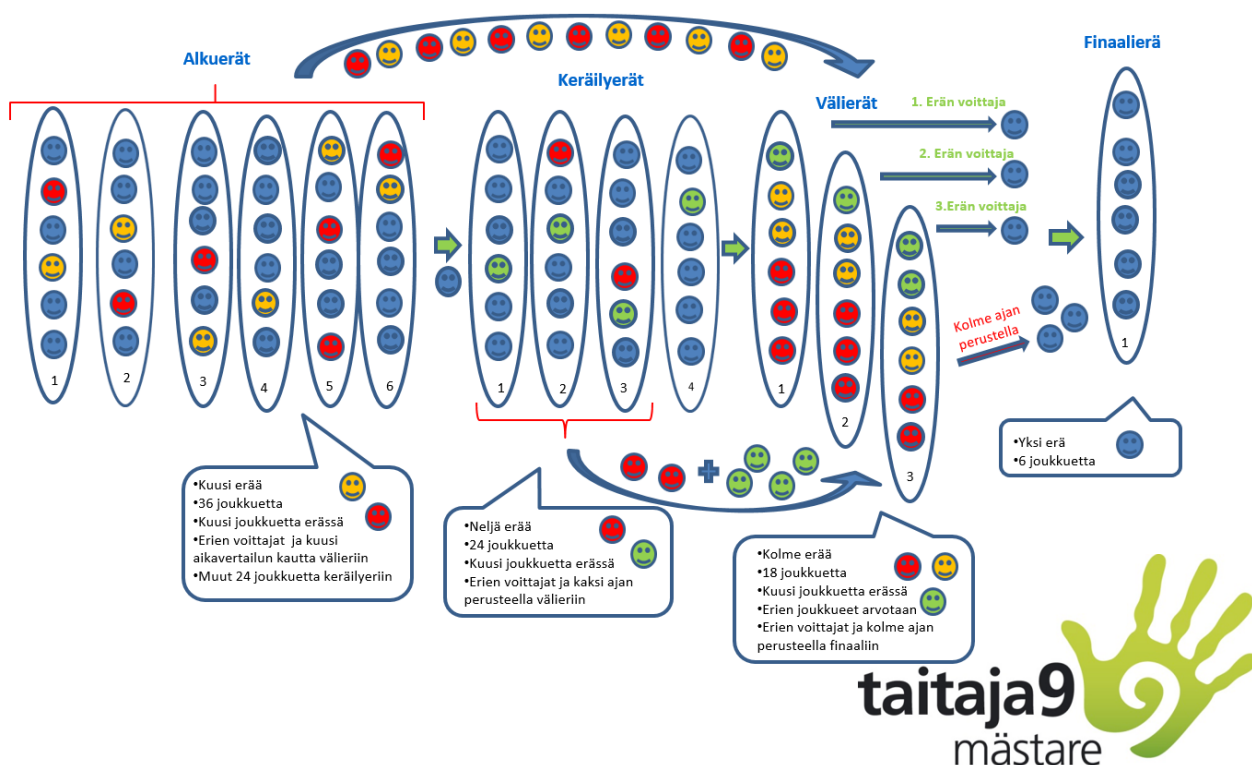 Alkuerät
Keräilyerät
Välierät
Finaalierä
1. Erän voittaja
2. Erän voittaja
3.Erän voittaja
Kolme ajan
perustella
1
2
3
4
5
6
1
2
3
4
1
2
3
1
•Kuusi erää
•36 joukkuetta
•Kuusi joukkuetta erässä
•Erien voittajat ja kuusi
aikavertailun kautta välieriin
•Muut 24 joukkuetta keräilyeriin
•Neljä erää
•24 joukkuetta
•Kuusi joukkuetta erässä
•Erien voittajat ja kaksi ajan
perusteella välieriin
•Kolme erää
•18 joukkuetta
•Kuusi joukkuetta erässä
•Erien joukkueet arvotaan
•Erien voittajat ja kolme ajan
perusteella finaaliin
•Yksi erä
•6 joukkuetta
taitaja9
mästare